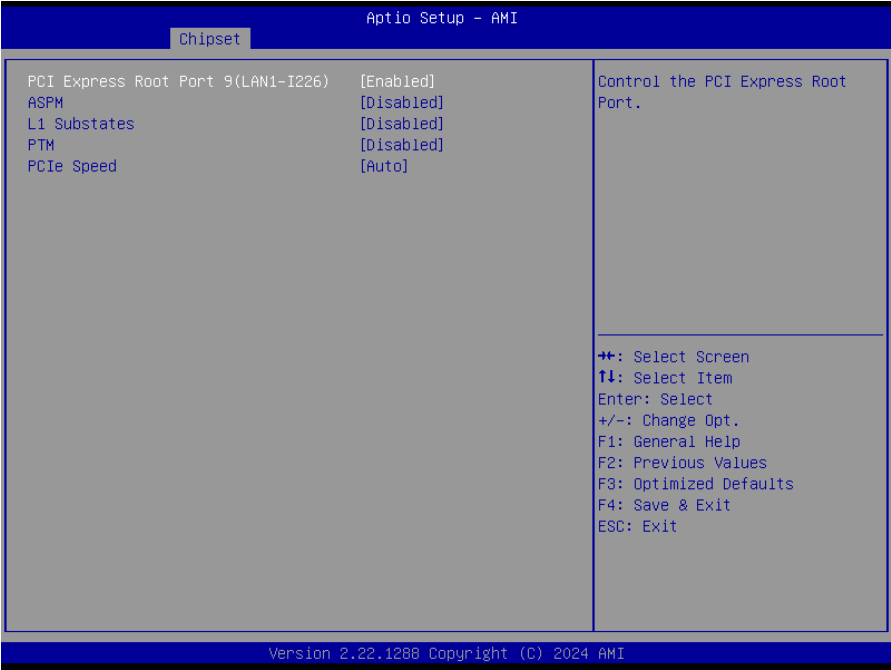 Aptio Setup – AMI
Chipset
PCI Express Root Port 9(LAN1-I226) [Enabled]
ASPM [Disabled]
L1 Substates [Disabled]
PTM [Disabled]
PCIe Speed [Auto]
Control the PCI Express Root
Port.
→←: Select Screen
↑↓: Select Item
Enter: Select
+/-: Change Opt.
F1: General Help
F2: Previous Values
F3: Optimized Defaults
F4: Save & Exit
ESC: Exit
Version 2.22.1288 Copyright (C) 2024 AMI